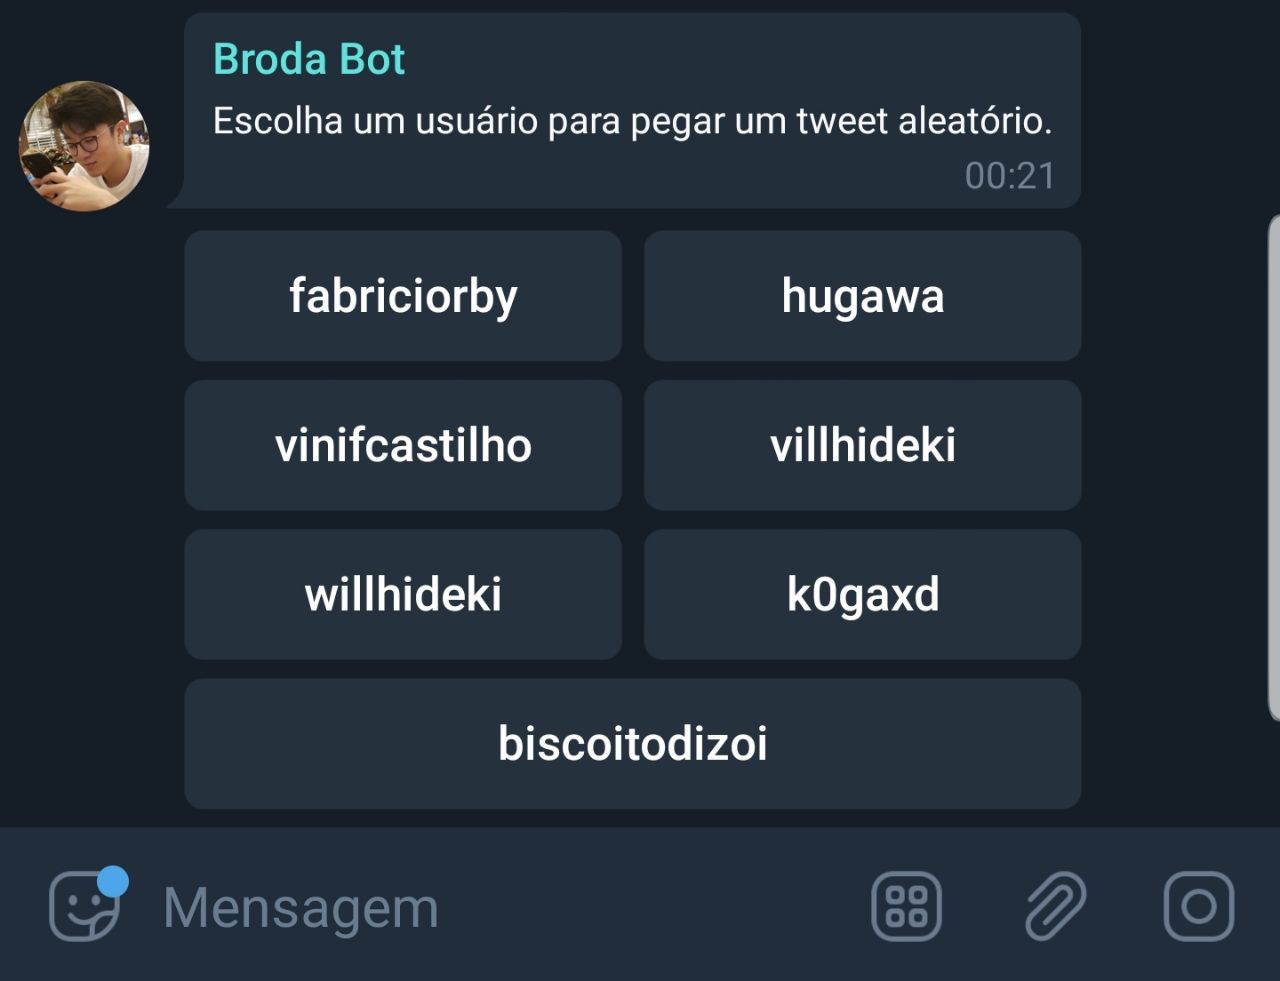 Broda Bot
Escolha um usuário para pegar um tweet aleatório.
00:21
fabriciorby
hugawa
vinifcastilho
villhideki
willhideki
k0gaxd
biscoitodizoi
Mensagem